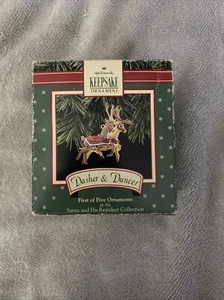 Hallmark
KEEPSAKE
ORNAMENT
Dasher & Dancer
First of Five Ornaments
in the
Santa and His Reindeer Collection